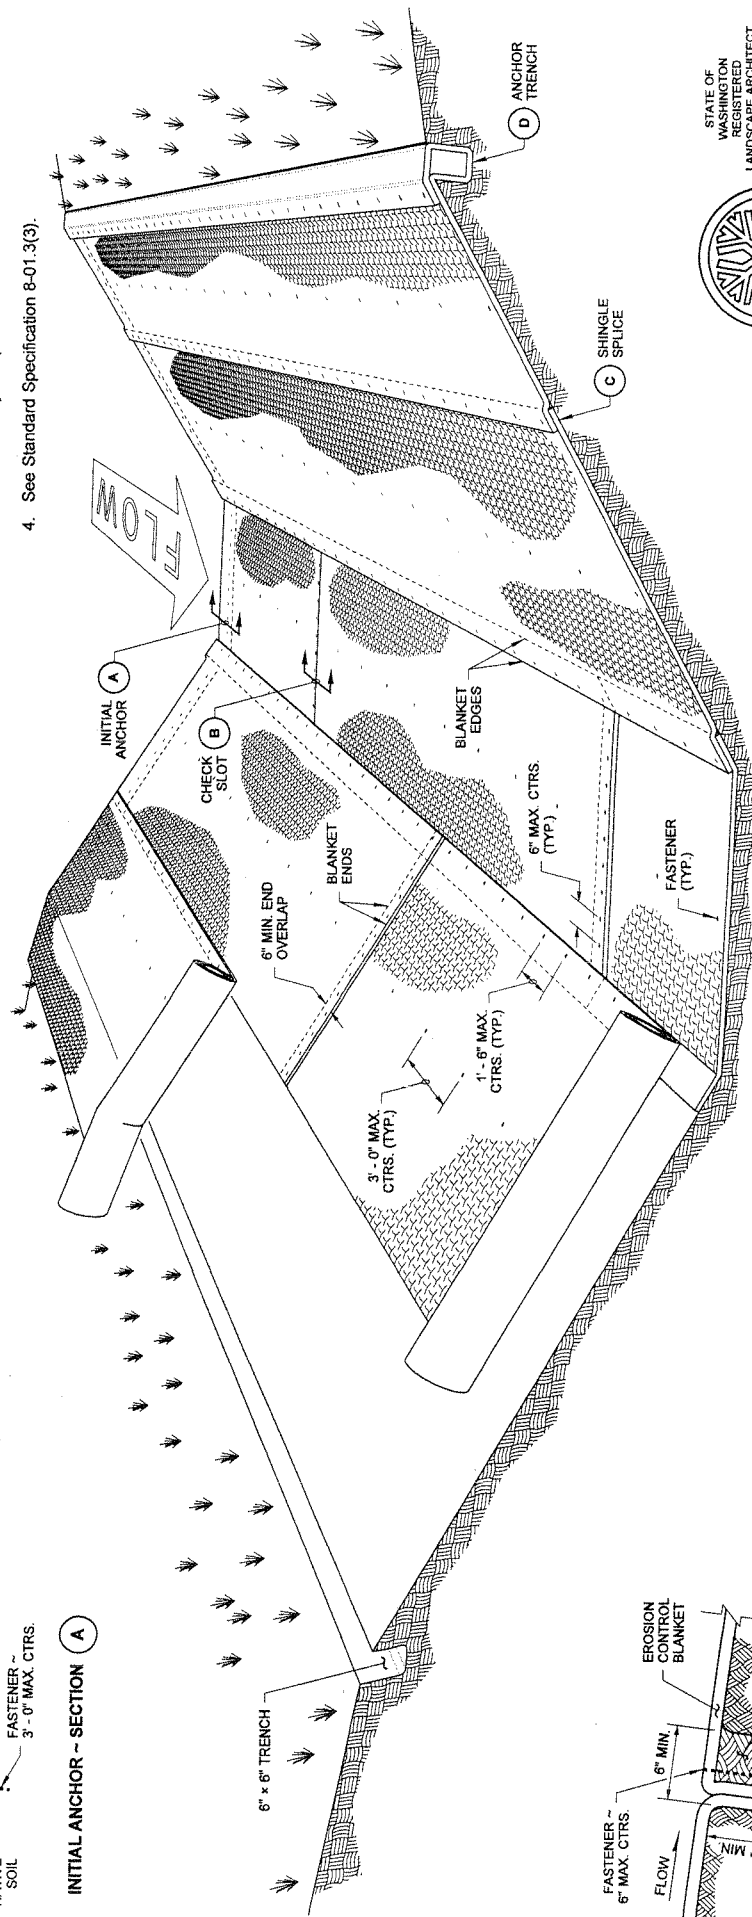 4. See Standard Specification 8-01.3(3).
SOIL
FASTENER ~
3' - 0" MAX. CTRS.
INITIAL ANCHOR ~ SECTION A
FLOW
INITIAL
ANCHOR
A
CHECK
SLOT
B
D
ANCHOR
TRENCH
C
SHINGLE
SPLICE
BLANKET
EDGES
BLANKET
ENDS
6" MIN. END
OVERLAP
6" MAX. CTRS.
(TYP.)
1' - 6" MAX.
CTRS. (TYP.)
3' - 0" MAX.
CTRS. (TYP.)
FASTENER
(TYP.)
6" × 6" TRENCH
FASTENER ~
6" MAX. CTRS.
FLOW
6" MIN.
MIN
EROSION
CONTROL
BLANKET
STATE OF
WASHINGTON
REGISTERED
LANDSCAPE ARCHITECT